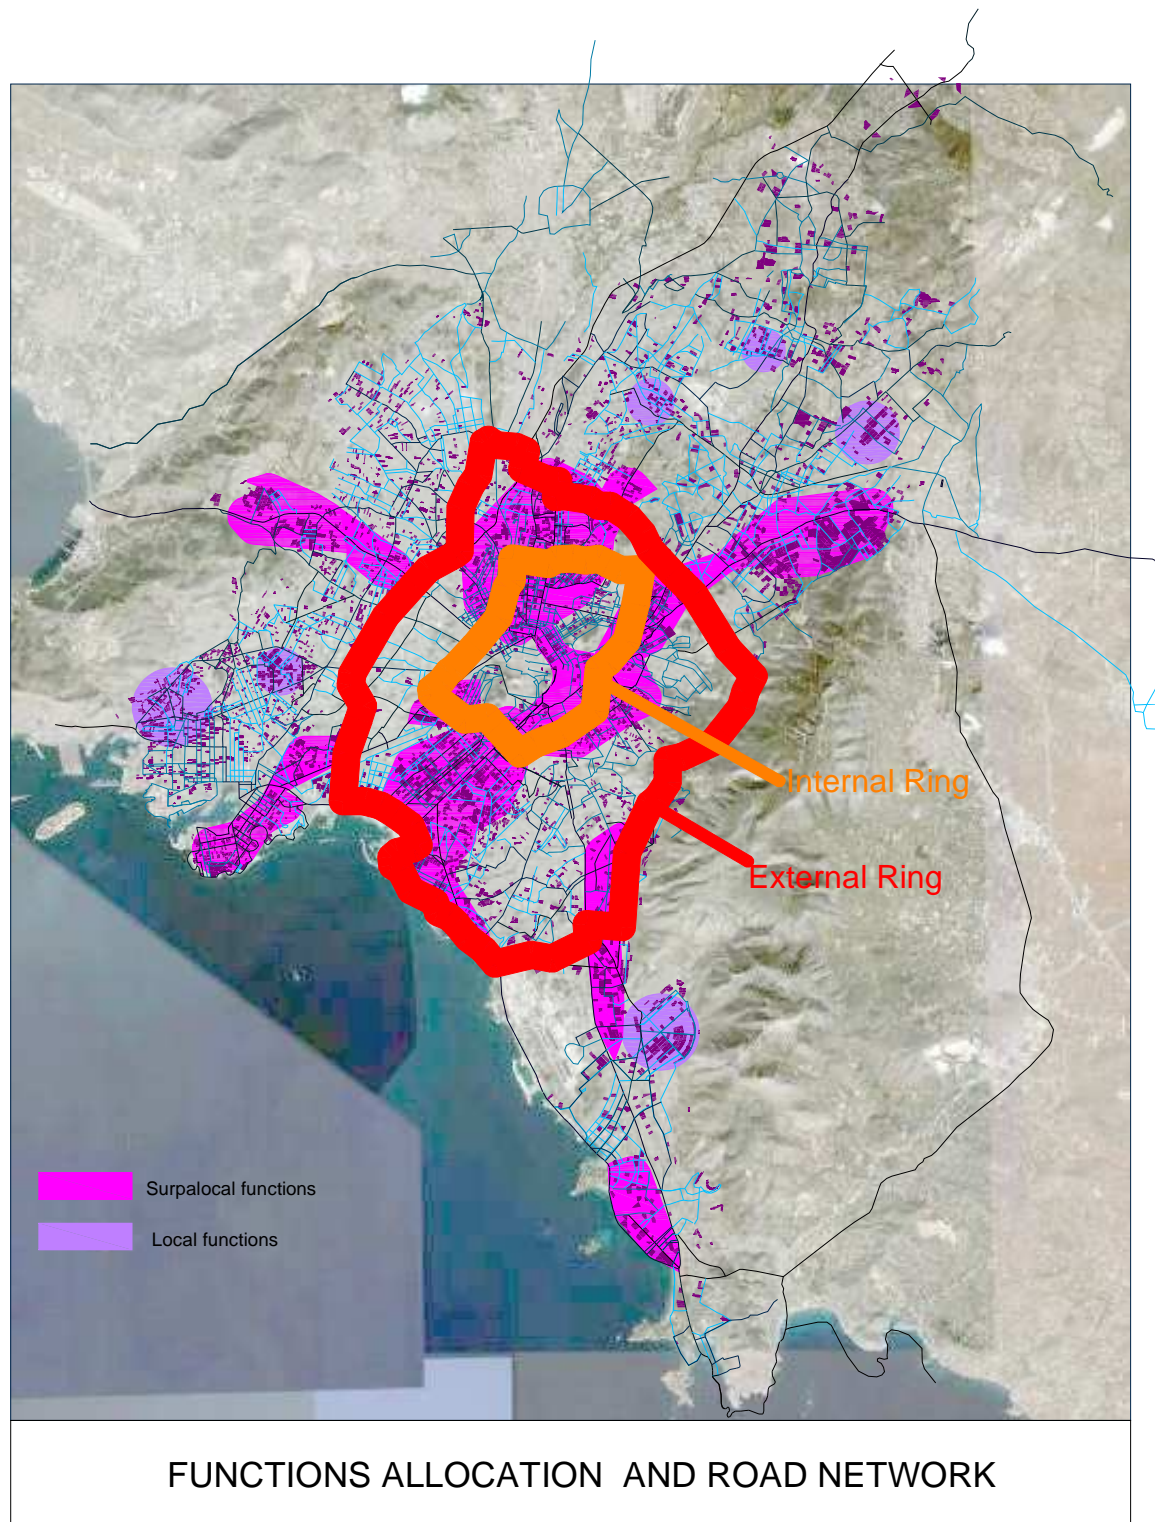 Internal Ring
External Ring
Surpalocal functions
Local functions
FUNCTIONS ALLOCATION AND ROAD NETWORK